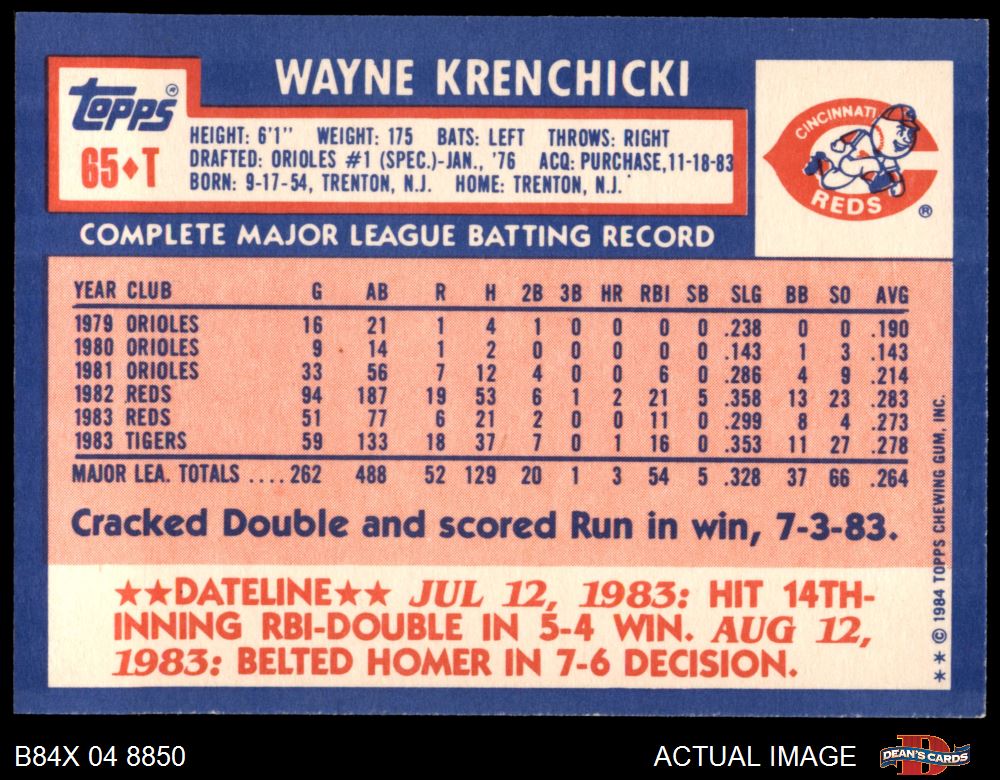 WAYNE KRENCHICKI
topps®
65♦T
HEIGHT: 6'1" WEIGHT: 175 BATS: LEFT THROWS: RIGHT
DRAFTED: ORIOLES #1 (SPEC.)-JAN., '76 ACQ: PURCHASE,11-18-83
BORN: 9-17-54, TRENTON, N.J. HOME: TRENTON, N.J.
CINCINNATI
REDS
®
COMPLETE MAJOR LEAGUE BATTING RECORD
YEAR CLUB G AB R H 2B 3B HR RBI SB SLG BB SO AVG
1979 ORIOLES 16 21 1 4 1 0 0 0 0 .238 0 0 .190
1980 ORIOLES 9 14 1 2 0 0 0 0 0 .143 1 3 .143
1981 ORIOLES 33 56 7 12 4 0 0 6 0 .286 4 9 .214
1982 REDS 94 187 19 53 6 1 2 21 5 .358 13 23 .283
1983 REDS 51 77 6 21 2 0 0 11 0 .299 8 4 .273
1983 TIGERS 59 133 18 37 7 0 1 16 0 .353 11 27 .278
MAJOR LEA. TOTALS .... 262 488 52 129 20 1 3 54 5 .328 37 66 .264
Cracked Double and scored Run in win, 7-3-83.
★★DATELINE★★ JUL 12, 1983: HIT 14TH-
INNING RBI-DOUBLE IN 5-4 WIN. AUG 12,
1983: BELTED HOMER IN 7-6 DECISION.
✶ ✶ © 1984 TOPPS CHEWING GUM, INC.
B84X 04 8850
ACTUAL IMAGE
D
DEAN'S CARDS